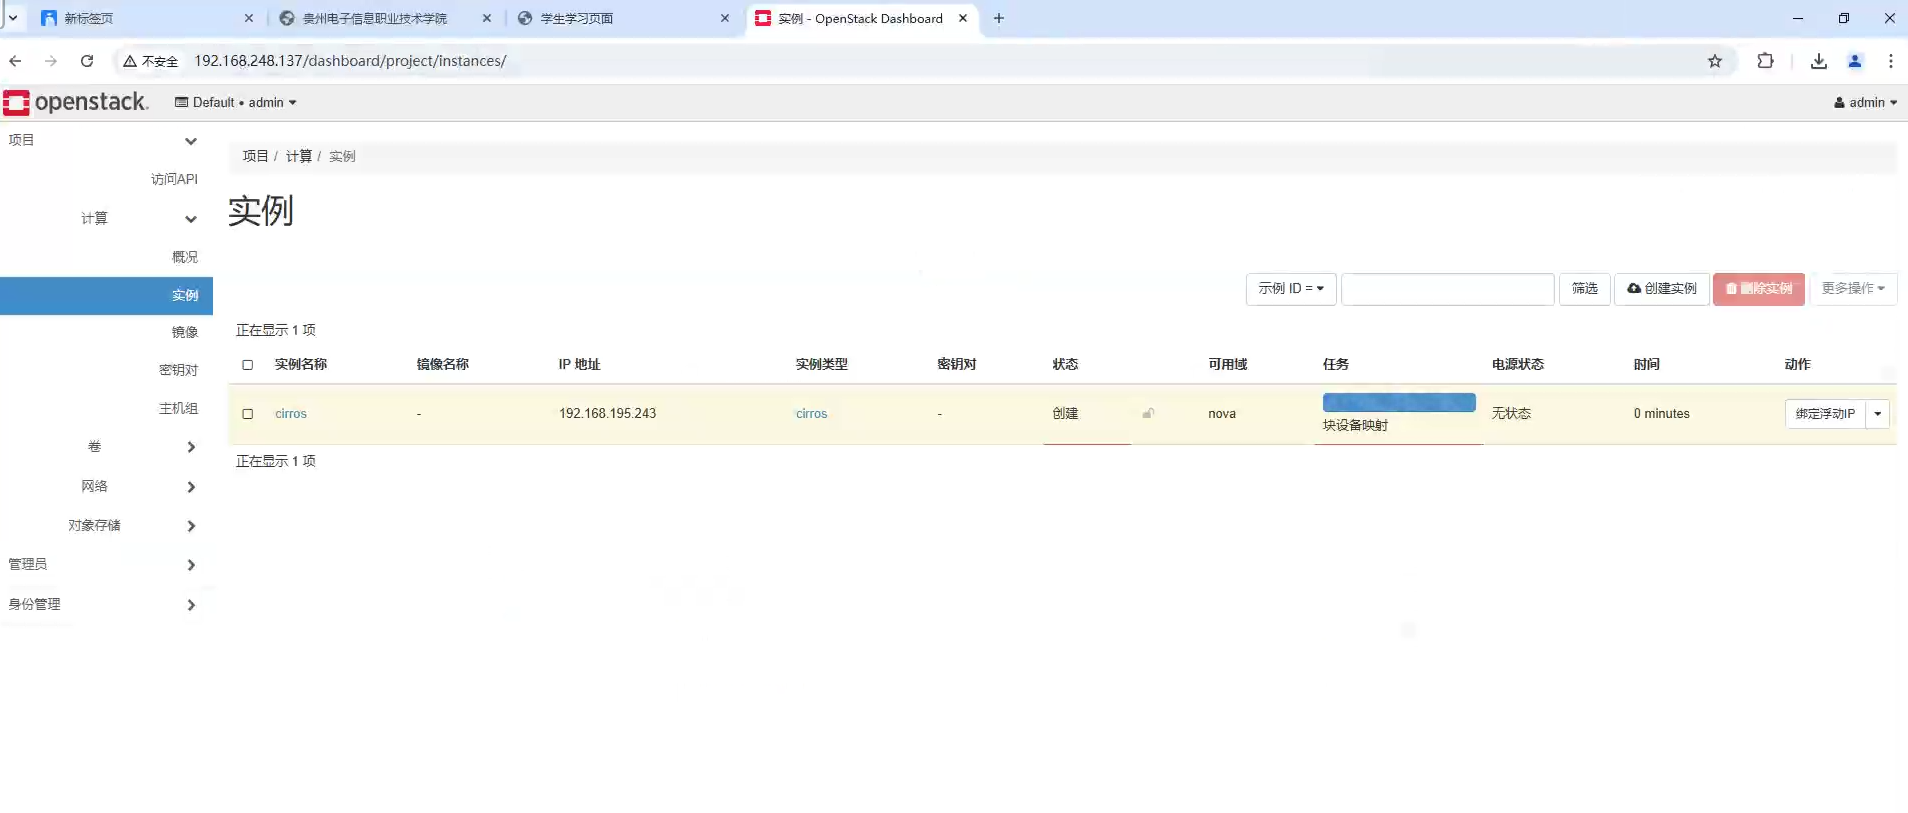 新标签页
贵州电子信息职业技术学院
学生学习页面
实例 - OpenStack Dashboard
不安全
192.168.248.137/dashboard/project/instances/
openstack.
Default • admin
admin
项目
访问API
计算
概况
实例
镜像
密钥对
主机组
卷
网络
对象存储
管理员
身份管理
项目 / 计算 / 实例
实例
示例 ID =
筛选
创建实例
删除实例
更多操作
正在显示 1 项
实例名称 镜像名称 IP 地址 实例类型 密钥对 状态 可用域 任务 电源状态 时间 动作
cirros - 192.168.195.243 cirros - 创建 nova 块设备映射 无状态 0 minutes 绑定浮动IP
正在显示 1 项